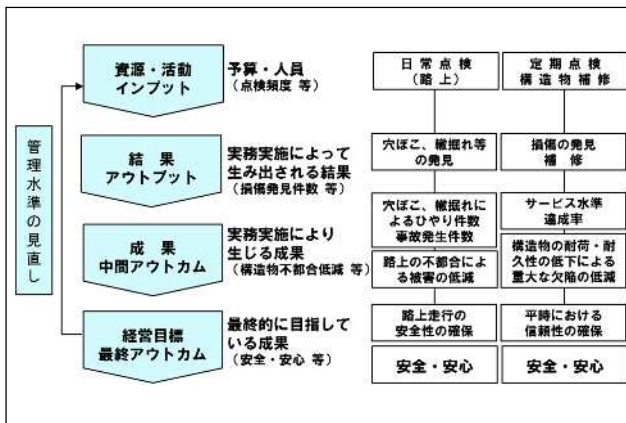 管理水準の見直し
資源・活動
インプット
予算・人員
(点検頻度 等)
結 果
アウトプット
実務実施によって
生み出される結果
(損傷発見件数 等)
成 果
中間アウトカム
実務実施により
生じる成果
(構造物不都合低減 等)
経営目標
最終アウトカム
最終的に目指して
いる成果
(安全・安心 等)
日 常 点 検
(路 上)
穴ぼこ、轍掘れ等
の発見
穴ぼこ、轍掘れに
よるひやり件数
事故発生件数
路上の不都合によ
る被害の低減
路上走行の
安全性の確保
安全・安心
定 期 点 検
構 造 物 補 修
損傷の発見
補 修
サービス水準
達成率
構造物の耐荷・耐
久性の低下による
重大な欠陥の低減
平時における
信頼性の確保
安全・安心